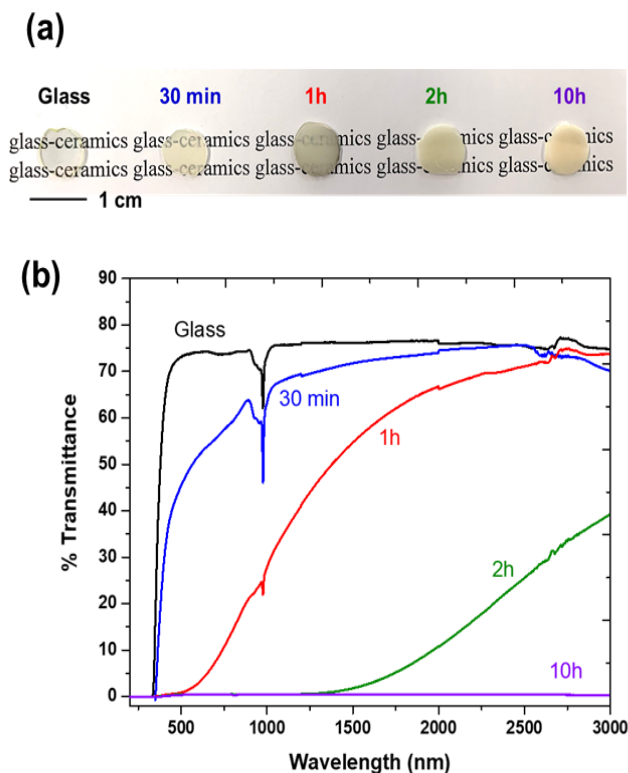 (a)
Glass 30 min 1h 2h 10h
glass-ceramics glass-ceramics glass-ceramics glass-ceramics glass-ceramics
glass-ceramics glass-ceramics glass-ceramics glass-ceramics glass-ceramics
1 cm
(b)
90
80
70
60
50
40
30
20
10
0
% Transmittance
Glass
30 min
1h
2h
10h
500 1000 1500 2000 2500 3000
Wavelength (nm)